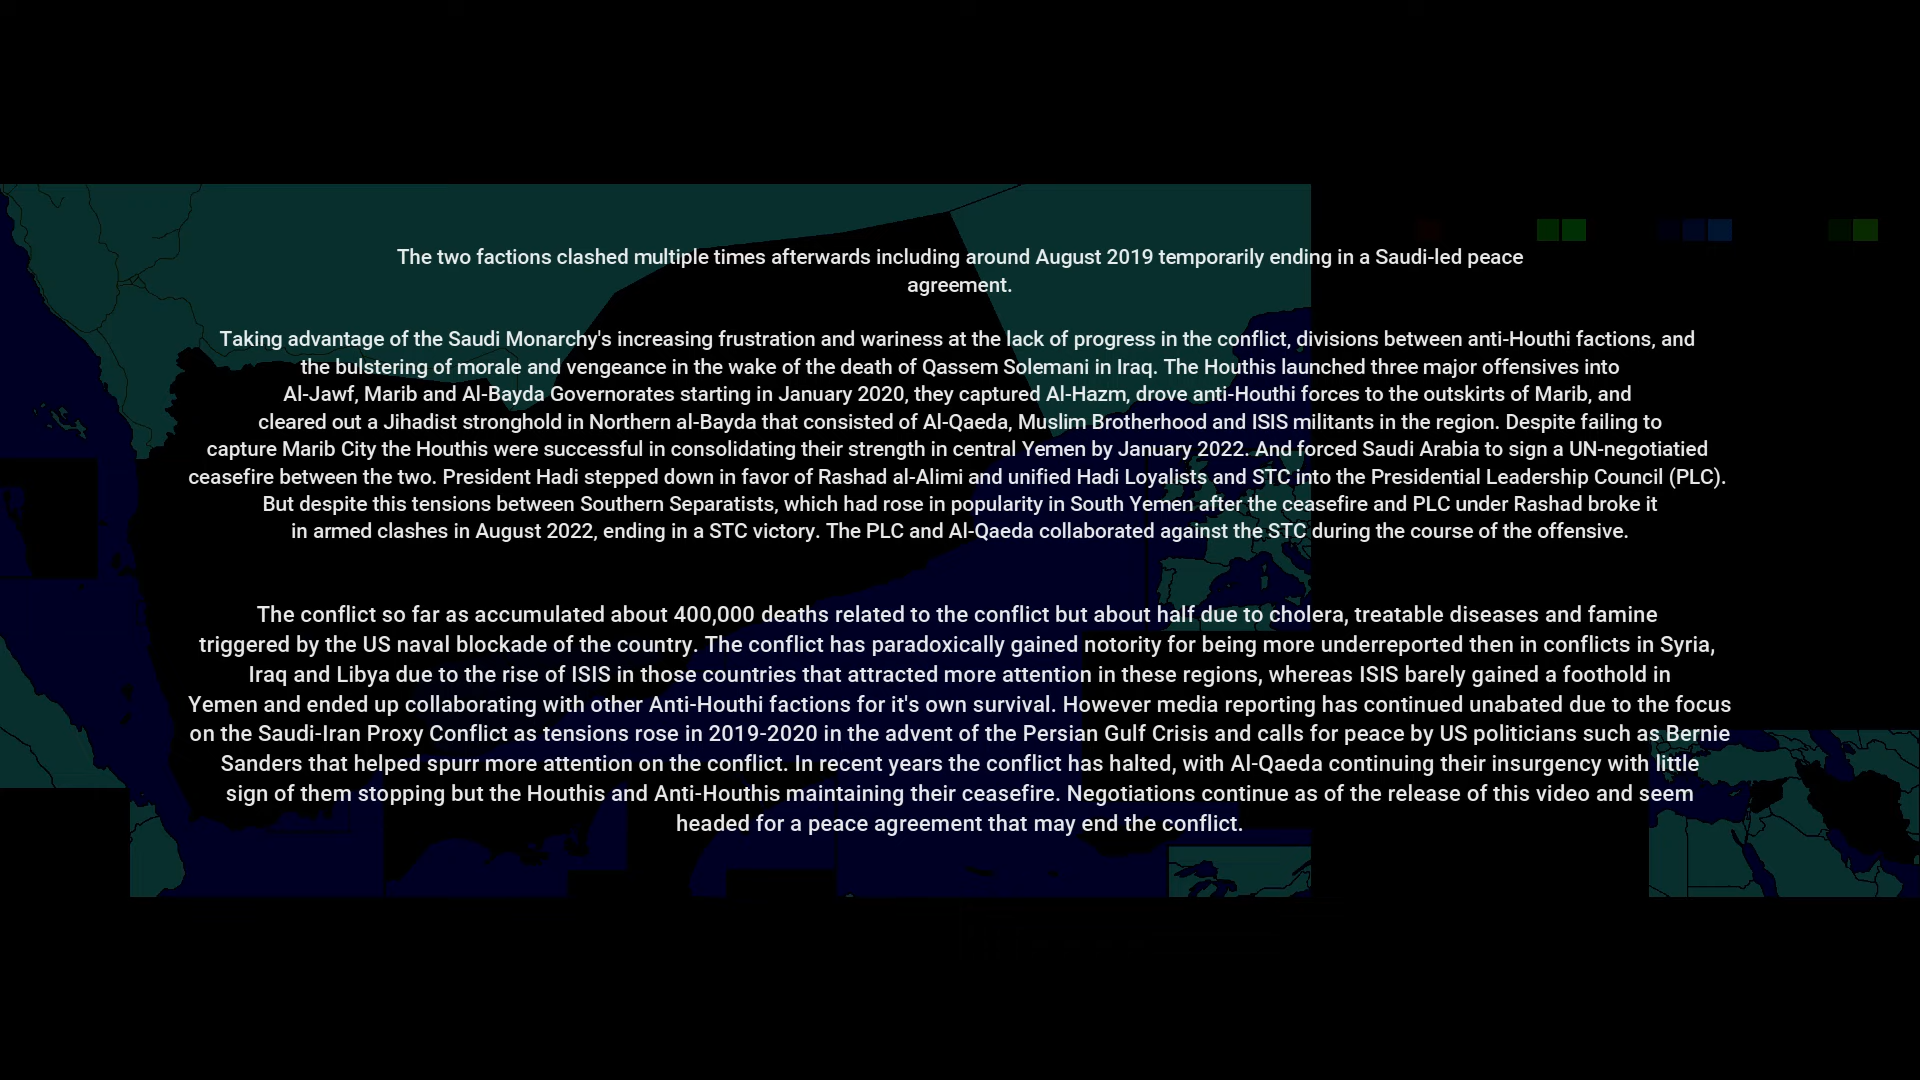 The two factions clashed multiple times afterwards including around August 2019 temporarily ending in a Saudi-led peace
agreement.
Taking advantage of the Saudi Monarchy's increasing frustration and wariness at the lack of progress in the conflict, divisions between anti-Houthi factions, and
the bulstering of morale and vengeance in the wake of the death of Qassem Solemani in Iraq. The Houthis launched three major offensives into
Al-Jawf, Marib and Al-Bayda Governorates starting in January 2020, they captured Al-Hazm, drove anti-Houthi forces to the outskirts of Marib, and
cleared out a Jihadist stronghold in Northern al-Bayda that consisted of Al-Qaeda, Muslim Brotherhood and ISIS militants in the region. Despite failing to
capture Marib City the Houthis were successful in consolidating their strength in central Yemen by January 2022. And forced Saudi Arabia to sign a UN-negotiatied
ceasefire between the two. President Hadi stepped down in favor of Rashad al-Alimi and unified Hadi Loyalists and STC into the Presidential Leadership Council (PLC).
But despite this tensions between Southern Separatists, which had rose in popularity in South Yemen after the ceasefire and PLC under Rashad broke it
in armed clashes in August 2022, ending in a STC victory. The PLC and Al-Qaeda collaborated against the STC during the course of the offensive.
The conflict so far as accumulated about 400,000 deaths related to the conflict but about half due to cholera, treatable diseases and famine
triggered by the US naval blockade of the country. The conflict has paradoxically gained notority for being more underreported then in conflicts in Syria,
Iraq and Libya due to the rise of ISIS in those countries that attracted more attention in these regions, whereas ISIS barely gained a foothold in
Yemen and ended up collaborating with other Anti-Houthi factions for it's own survival. However media reporting has continued unabated due to the focus
on the Saudi-Iran Proxy Conflict as tensions rose in 2019-2020 in the advent of the Persian Gulf Crisis and calls for peace by US politicians such as Bernie
Sanders that helped spurr more attention on the conflict. In recent years the conflict has halted, with Al-Qaeda continuing their insurgency with little
sign of them stopping but the Houthis and Anti-Houthis maintaining their ceasefire. Negotiations continue as of the release of this video and seem
headed for a peace agreement that may end the conflict.